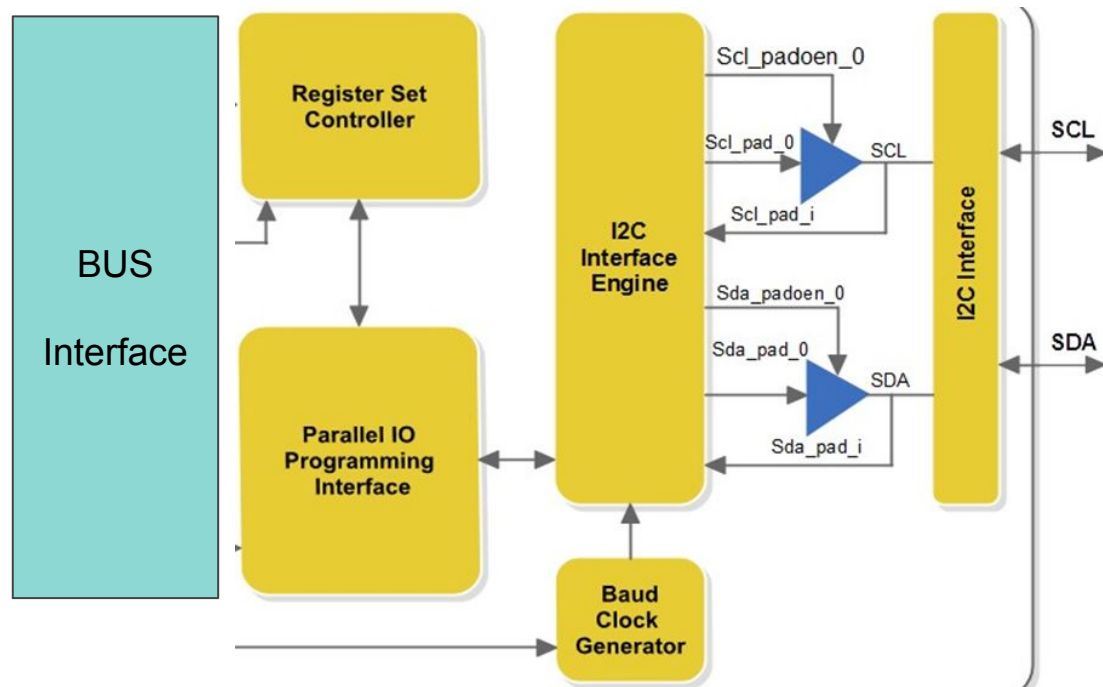 BUS
Interface
Register Set
Controller
Parallel IO
Programming
Interface
I2C
Interface
Engine
Baud
Clock
Generator
Scl_padoen_0
Scl_pad_0
SCL
Scl_pad_i
Sda_padoen_0
Sda_pad_0
SDA
Sda_pad_i
I2C Interface
SCL
SDA